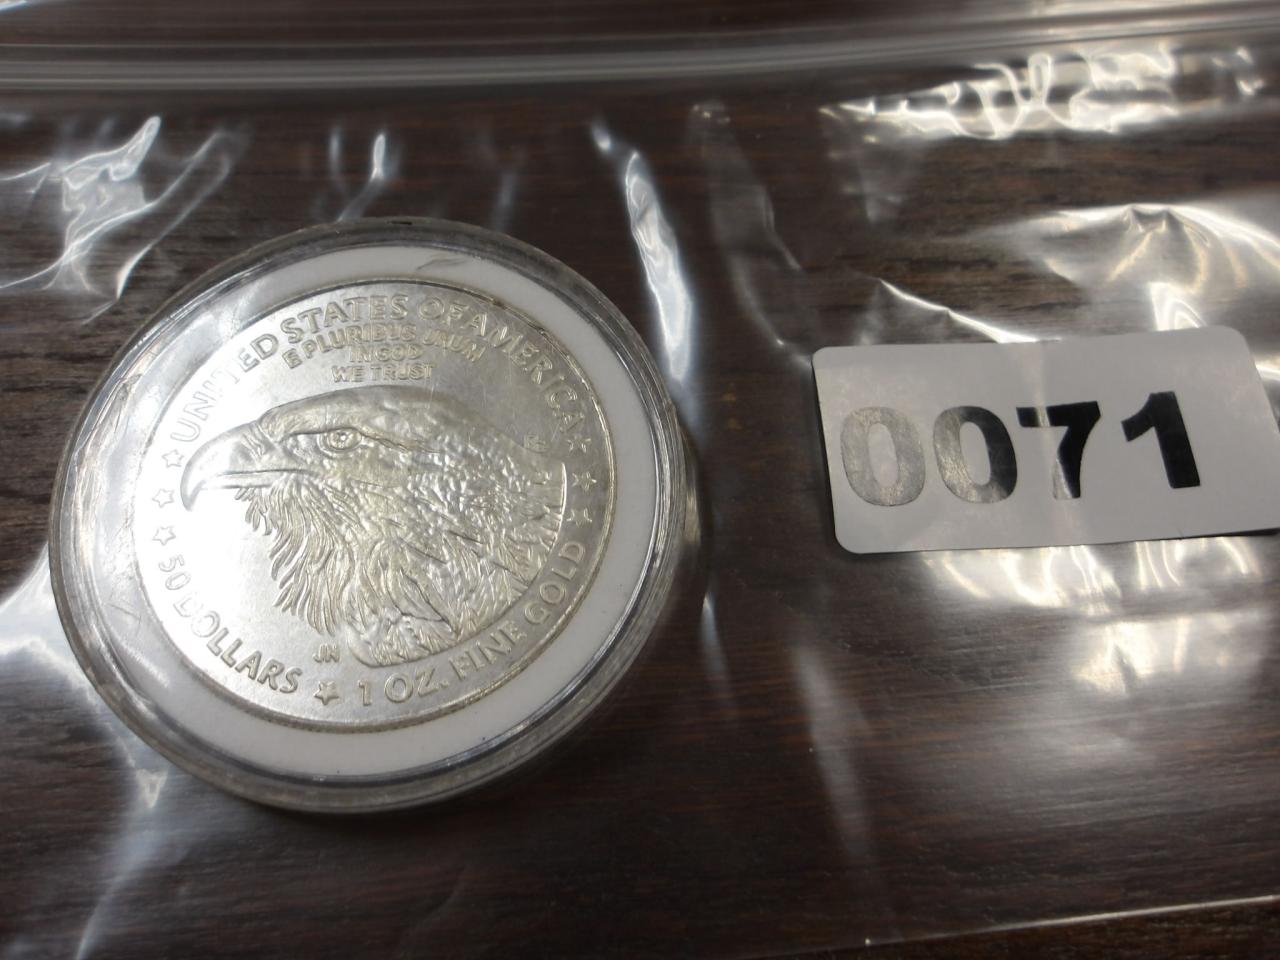 UNITED STATES OF AMERICA
E PLURIBUS UNUM
IN GOD
WE TRUST
JN
50 DOLLARS ★ 1 OZ. FINE GOLD
0071